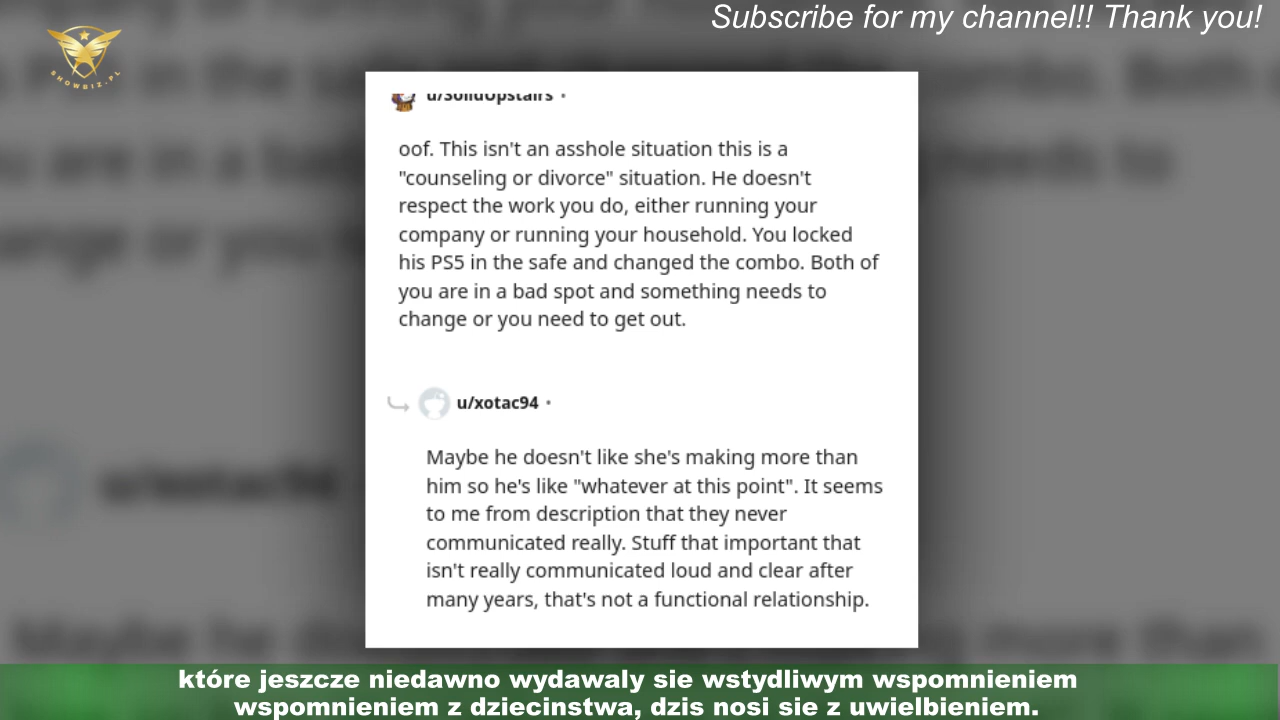 Subscribe for my channel!! Thank you!
SHOWBIZ.PL
u/SolidUpstairs •
oof. This isn't an asshole situation this is a
"counseling or divorce" situation. He doesn't
respect the work you do, either running your
company or running your household. You locked
his PS5 in the safe and changed the combo. Both of
you are in a bad spot and something needs to
change or you need to get out.
u/xotac94 •
Maybe he doesn't like she's making more than
him so he's like "whatever at this point". It seems
to me from description that they never
communicated really. Stuff that important that
isn't really communicated loud and clear after
many years, that's not a functional relationship.
które jeszcze niedawno wydawaly sie wstydliwym wspomnieniem
wspomnieniem z dziecinstwa, dzis nosi sie z uwielbieniem.